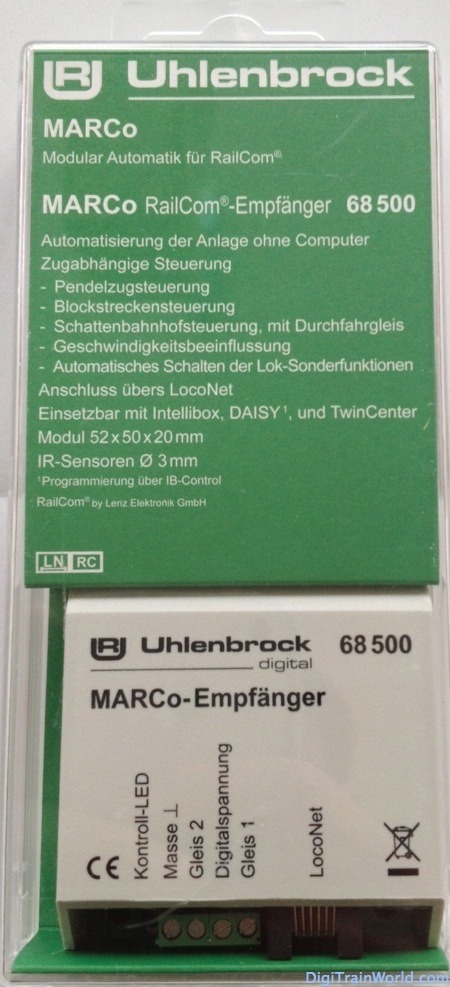 Uhlenbrock
MARCo
Modular Automatik für RailCom®
MARCo RailCom®-Empfänger 68 500
Automatisierung der Anlage ohne Computer
Zugabhängige Steuerung
- Pendelzugsteuerung
- Blockstreckensteuerung
- Schattenbahnhofsteuerung, mit Durchfahrgleis
- Geschwindigkeitsbeeinflussung
- Automatisches Schalten der Lok-Sonderfunktionen
Anschluss übers LocoNet
Einsetzbar mit Intellibox, DAISY¹, und TwinCenter
Modul 52 x 50 x 20 mm
IR-Sensoren Ø 3 mm
¹Programmierung über IB-Control
RailCom® by Lenz Elektronik GmbH
LN RC
Uhlenbrock 68 500
digital
MARCo-Empfänger
Kontroll-LED
Masse ⊥
Gleis 2
Digitalspannung
Gleis 1
LocoNet
CE
DigiTrainWorld.com